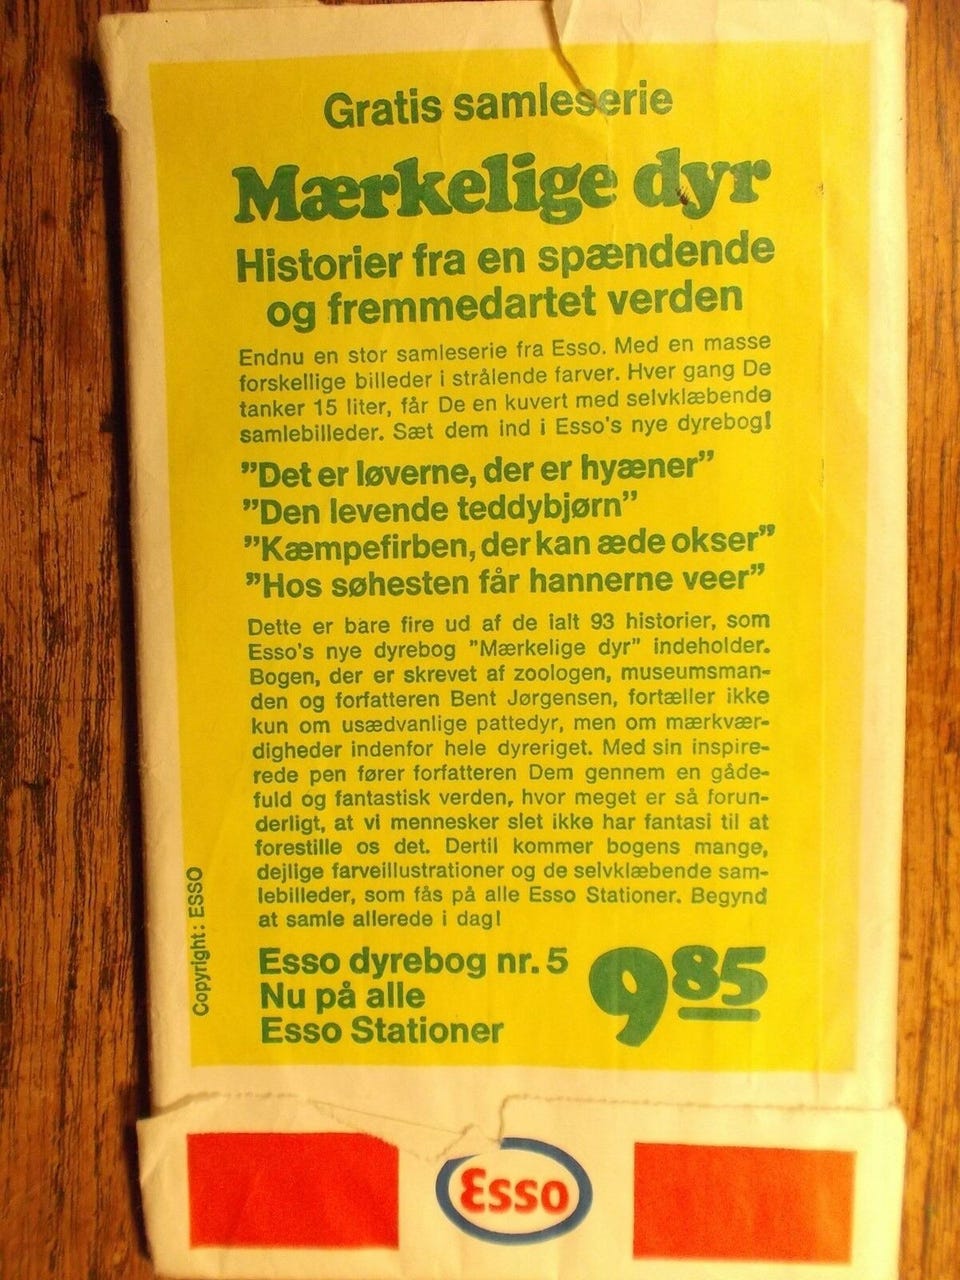 Gratis samleserie
Mærkelige dyr
Historier fra en spændende
og fremmedartet verden
Endnu en stor samleserie fra Esso. Med en masse
forskellige billeder i strålende farver. Hver gang De
tanker 15 liter, får De en kuvert med selvklæbende
samlebilleder. Sæt dem ind i Esso's nye dyrebog!
”Det er løverne, der er hyæner”
”Den levende teddybjørn”
”Kæmpefirben, der kan æde okser”
”Hos søhesten får hannerne veer”
Dette er bare fire ud af de ialt 93 historier, som
Esso's nye dyrebog ”Mærkelige dyr” indeholder.
Bogen, der er skrevet af zoologen, museumsman-
den og forfatteren Bent Jørgensen, fortæller ikke
kun om usædvanlige pattedyr, men om mærkvær-
digheder indenfor hele dyreriget. Med sin inspire-
rede pen fører forfatteren Dem gennem en gåde-
fuld og fantastisk verden, hvor meget er så forun-
derligt, at vi mennesker slet ikke har fantasi til at
forestille os det. Dertil kommer bogens mange,
dejlige farveillustrationer og de selvklæbende sam-
lebilleder, som fås på alle Esso Stationer. Begynd
at samle allerede i dag!
Esso dyrebog nr. 5
Nu på alle
Esso Stationer
985
Copyright: ESSO
Esso